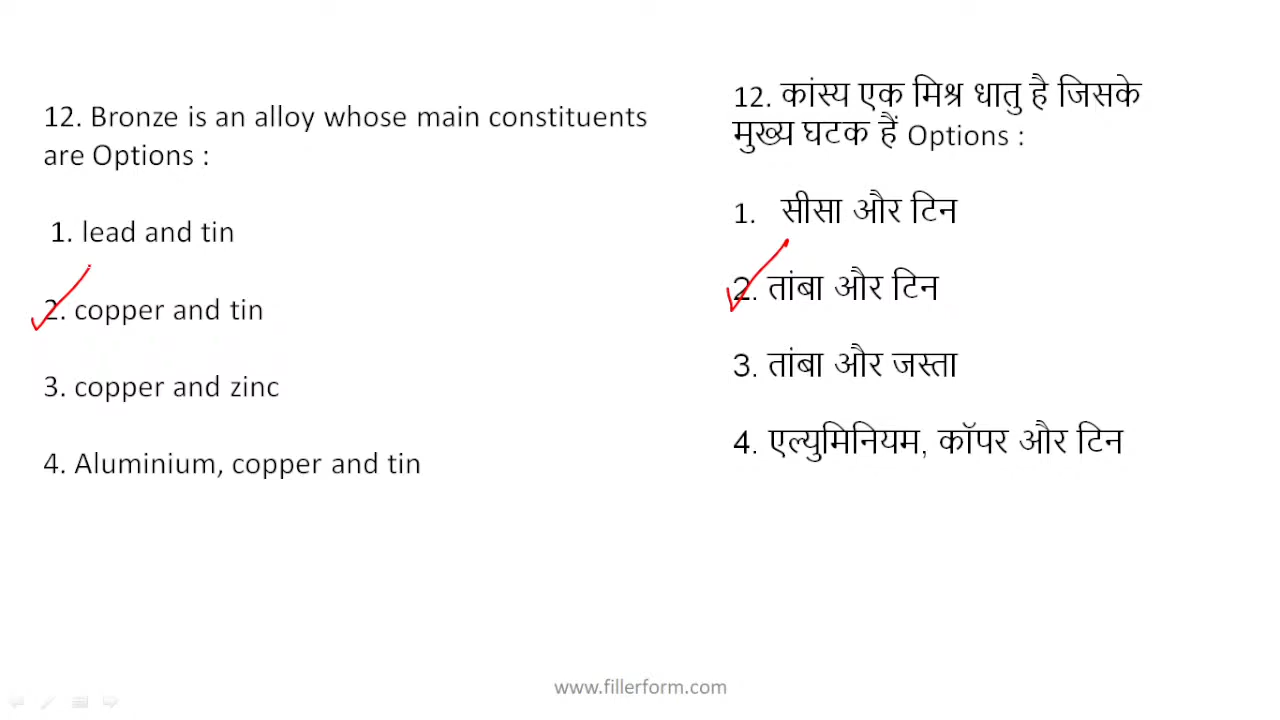 12. Bronze is an alloy whose main constituents
are Options :
1. lead and tin
2. copper and tin
3. copper and zinc
4. Aluminium, copper and tin
12. कांस्य एक मिश्र धातु है जिसके
मुख्य घटक हैं Options :
1. सीसा और टिन
2. तांबा और टिन
3. तांबा और जस्ता
4. एल्युमिनियम, कॉपर और टिन
www.fillerform.com